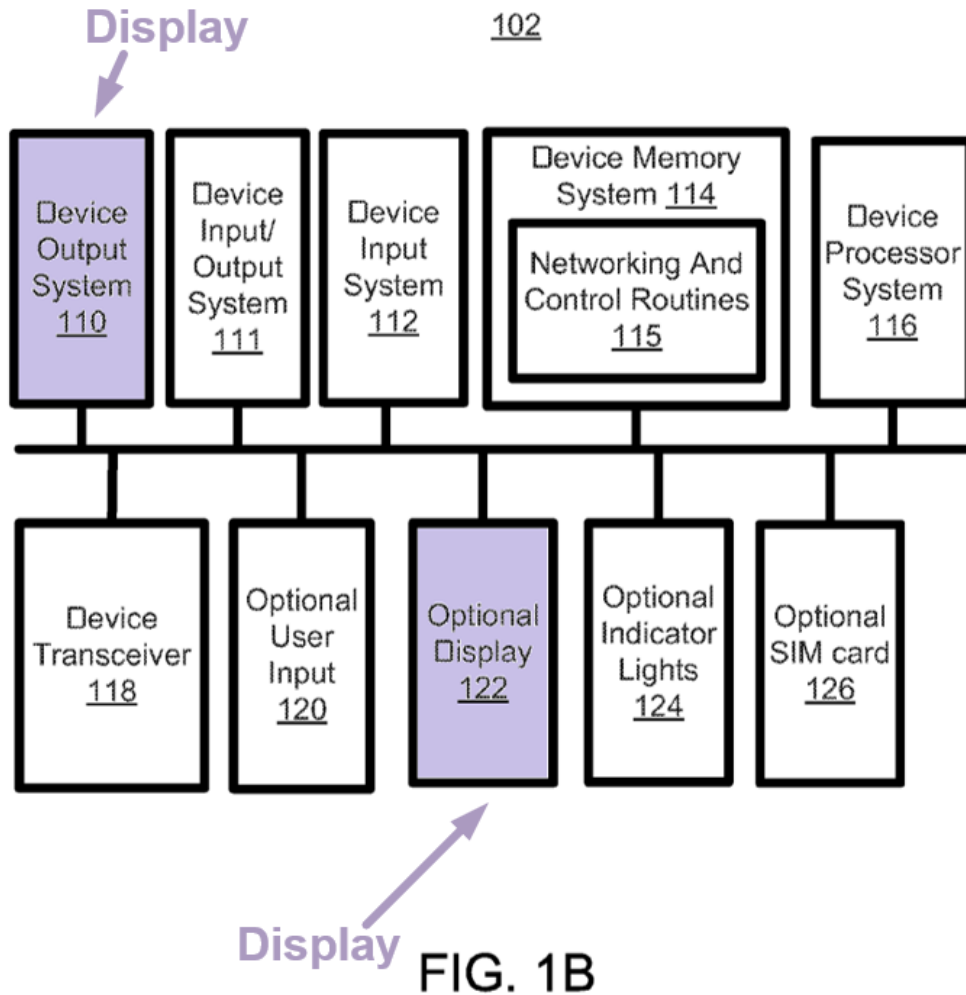 Display
102
Device
Output
System
110
Device
Input/
Output
System
111
Device
Input
System
112
Device Memory
System 114
Networking And
Control Routines
115
Device
Processor
System
116
Device
Transceiver
118
Optional
User
Input
120
Optional
Display
122
Optional
Indicator
Lights
124
Optional
SIM card
126
Display
FIG. 1B